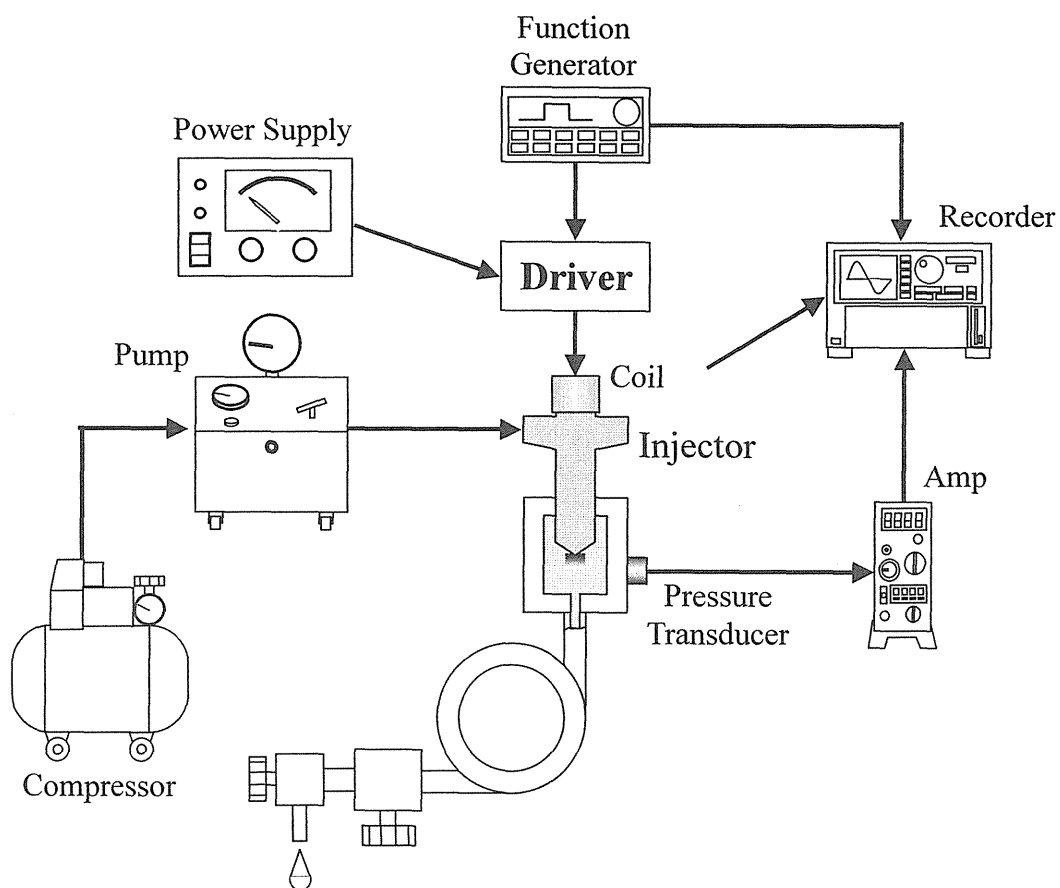 Function
Generator
Power Supply
Recorder
Driver
Pump
Coil
Injector
Amp
Pressure
Transducer
Compressor